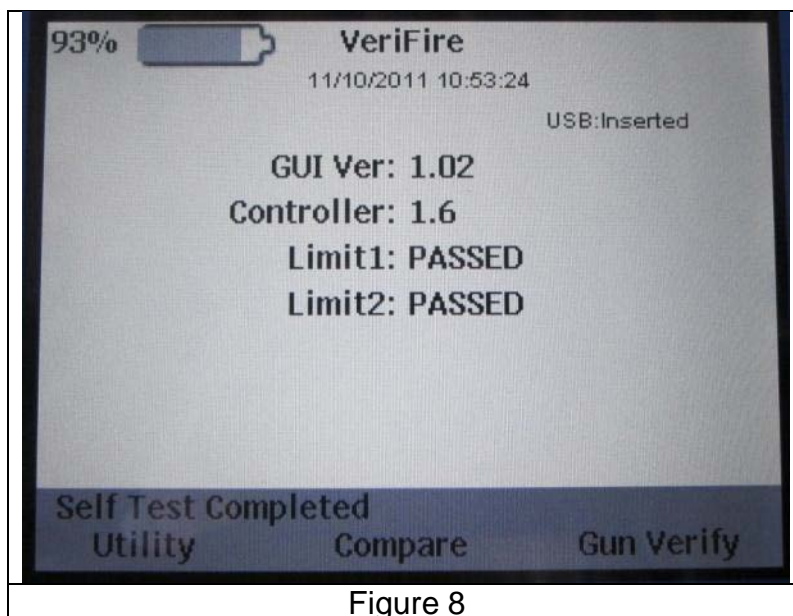 93% VeriFire
11/10/2011 10:53:24
USB:Inserted
GUI Ver: 1.02
Controller: 1.6
Limit1: PASSED
Limit2: PASSED
Self Test Completed
Utility Compare Gun Verify
Figure 8